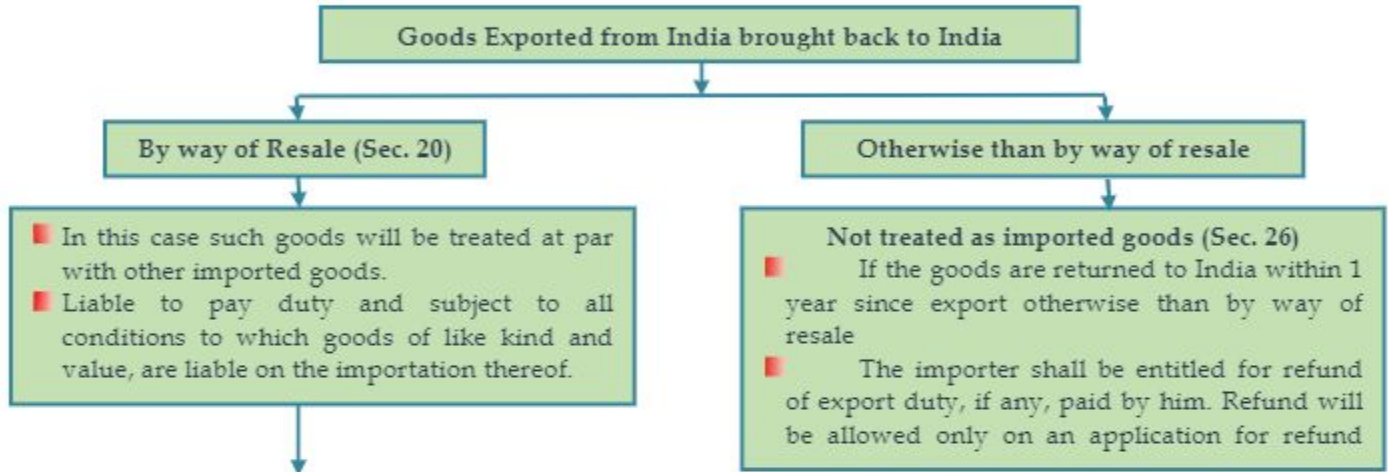 Goods Exported from India brought back to India
By way of Resale (Sec. 20)
Otherwise than by way of resale
In this case such goods will be treated at par
with other imported goods.
Liable to pay duty and subject to all
conditions to which goods of like kind and
value, are liable on the importation thereof.
Not treated as imported goods (Sec. 26)
If the goods are returned to India within 1
year since export otherwise than by way of
resale
The importer shall be entitled for refund
of export duty, if any, paid by him. Refund will
be allowed only on an application for refund